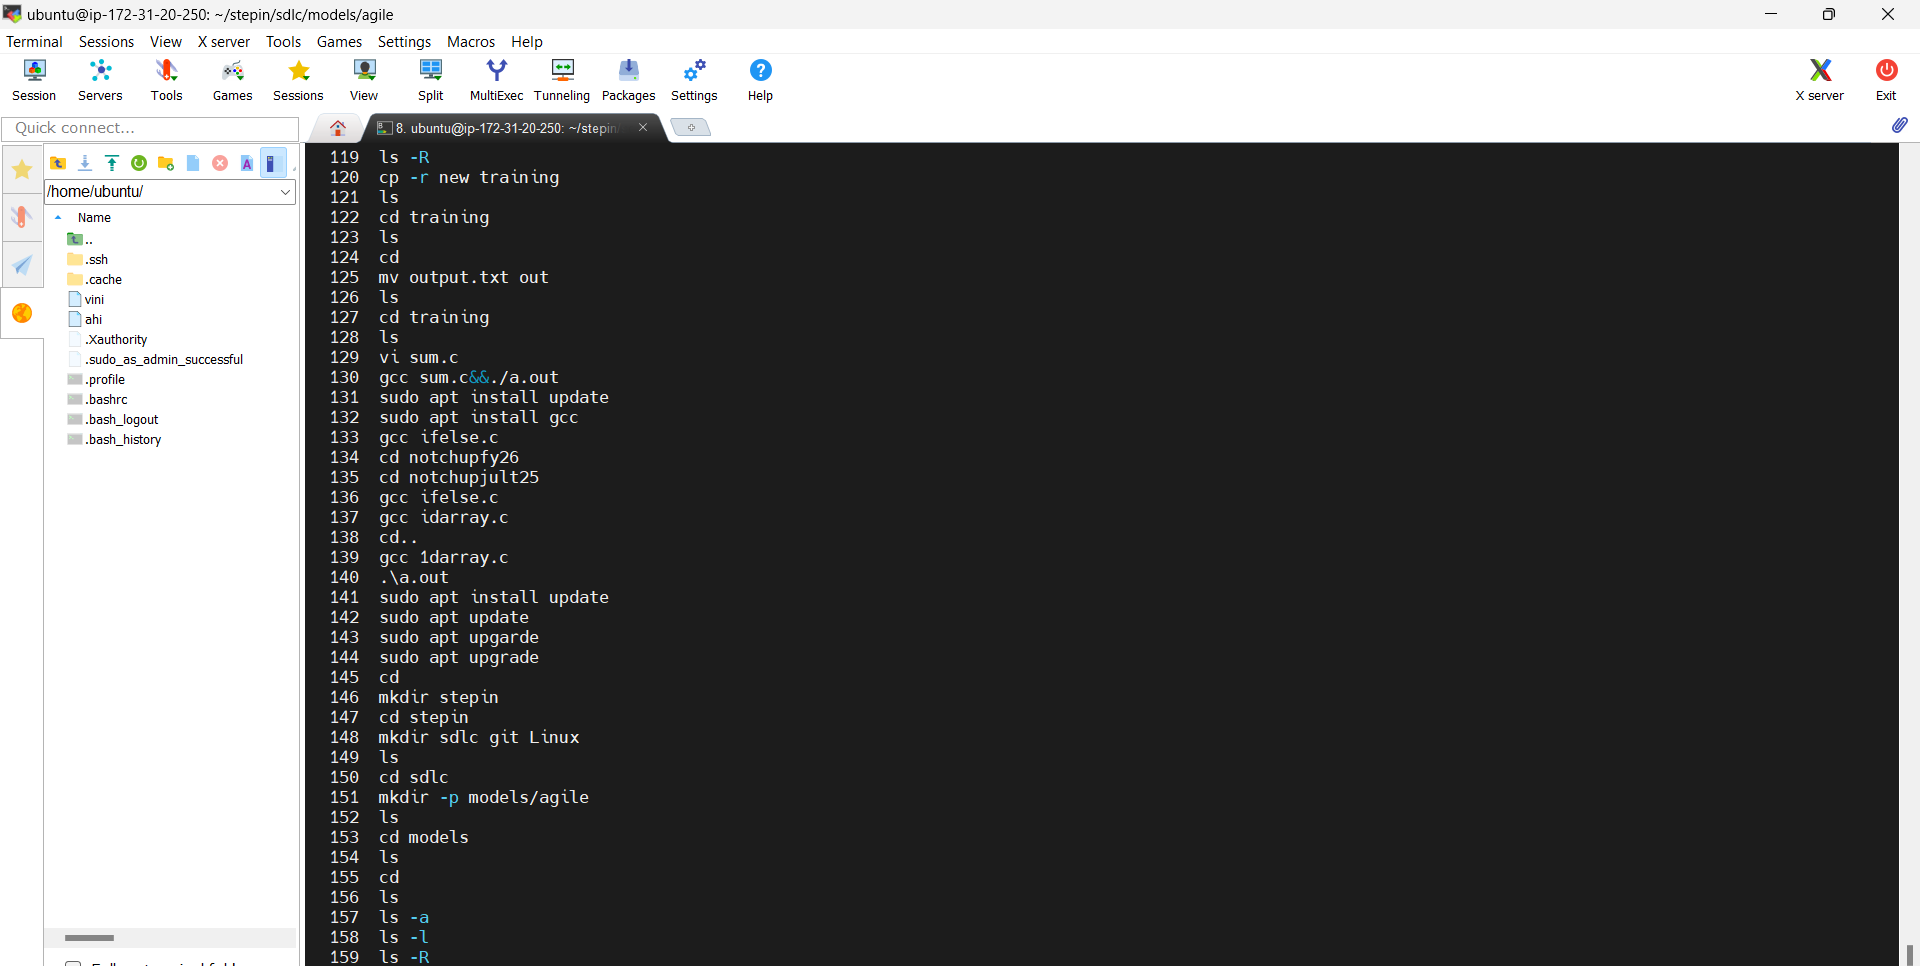 ubuntu@ip-172-31-20-250: ~/stepin/sdlc/models/agile
Terminal Sessions View X server Tools Games Settings Macros Help
Session Servers Tools Games Sessions View Split MultiExec Tunneling Packages Settings Help X server Exit
Quick connect...
8. ubuntu@ip-172-31-20-250: ~/stepin
/home/ubuntu/
Name
..
.ssh
.cache
vini
ahi
.Xauthority
.sudo_as_admin_successful
.profile
.bashrc
.bash_logout
.bash_history
119 ls -R
120 cp -r new training
121 ls
122 cd training
123 ls
124 cd
125 mv output.txt out
126 ls
127 cd training
128 ls
129 vi sum.c
130 gcc sum.c&&./a.out
131 sudo apt install update
132 sudo apt install gcc
133 gcc ifelse.c
134 cd notchupfy26
135 cd notchupjult25
136 gcc ifelse.c
137 gcc idarray.c
138 cd..
139 gcc 1darray.c
140 .\a.out
141 sudo apt install update
142 sudo apt update
143 sudo apt upgarde
144 sudo apt upgrade
145 cd
146 mkdir stepin
147 cd stepin
148 mkdir sdlc git Linux
149 ls
150 cd sdlc
151 mkdir -p models/agile
152 ls
153 cd models
154 ls
155 cd
156 ls
157 ls -a
158 ls -l
159 ls -R